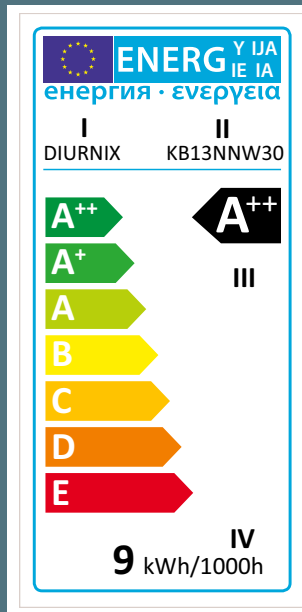 ENERG Y IJA
IE IA
енергия · ενεργεια
I II
DIURNIX KB13NNW30
A++ A++
A+
III
A
B
C
D
E
IV
9 kWh/1000h